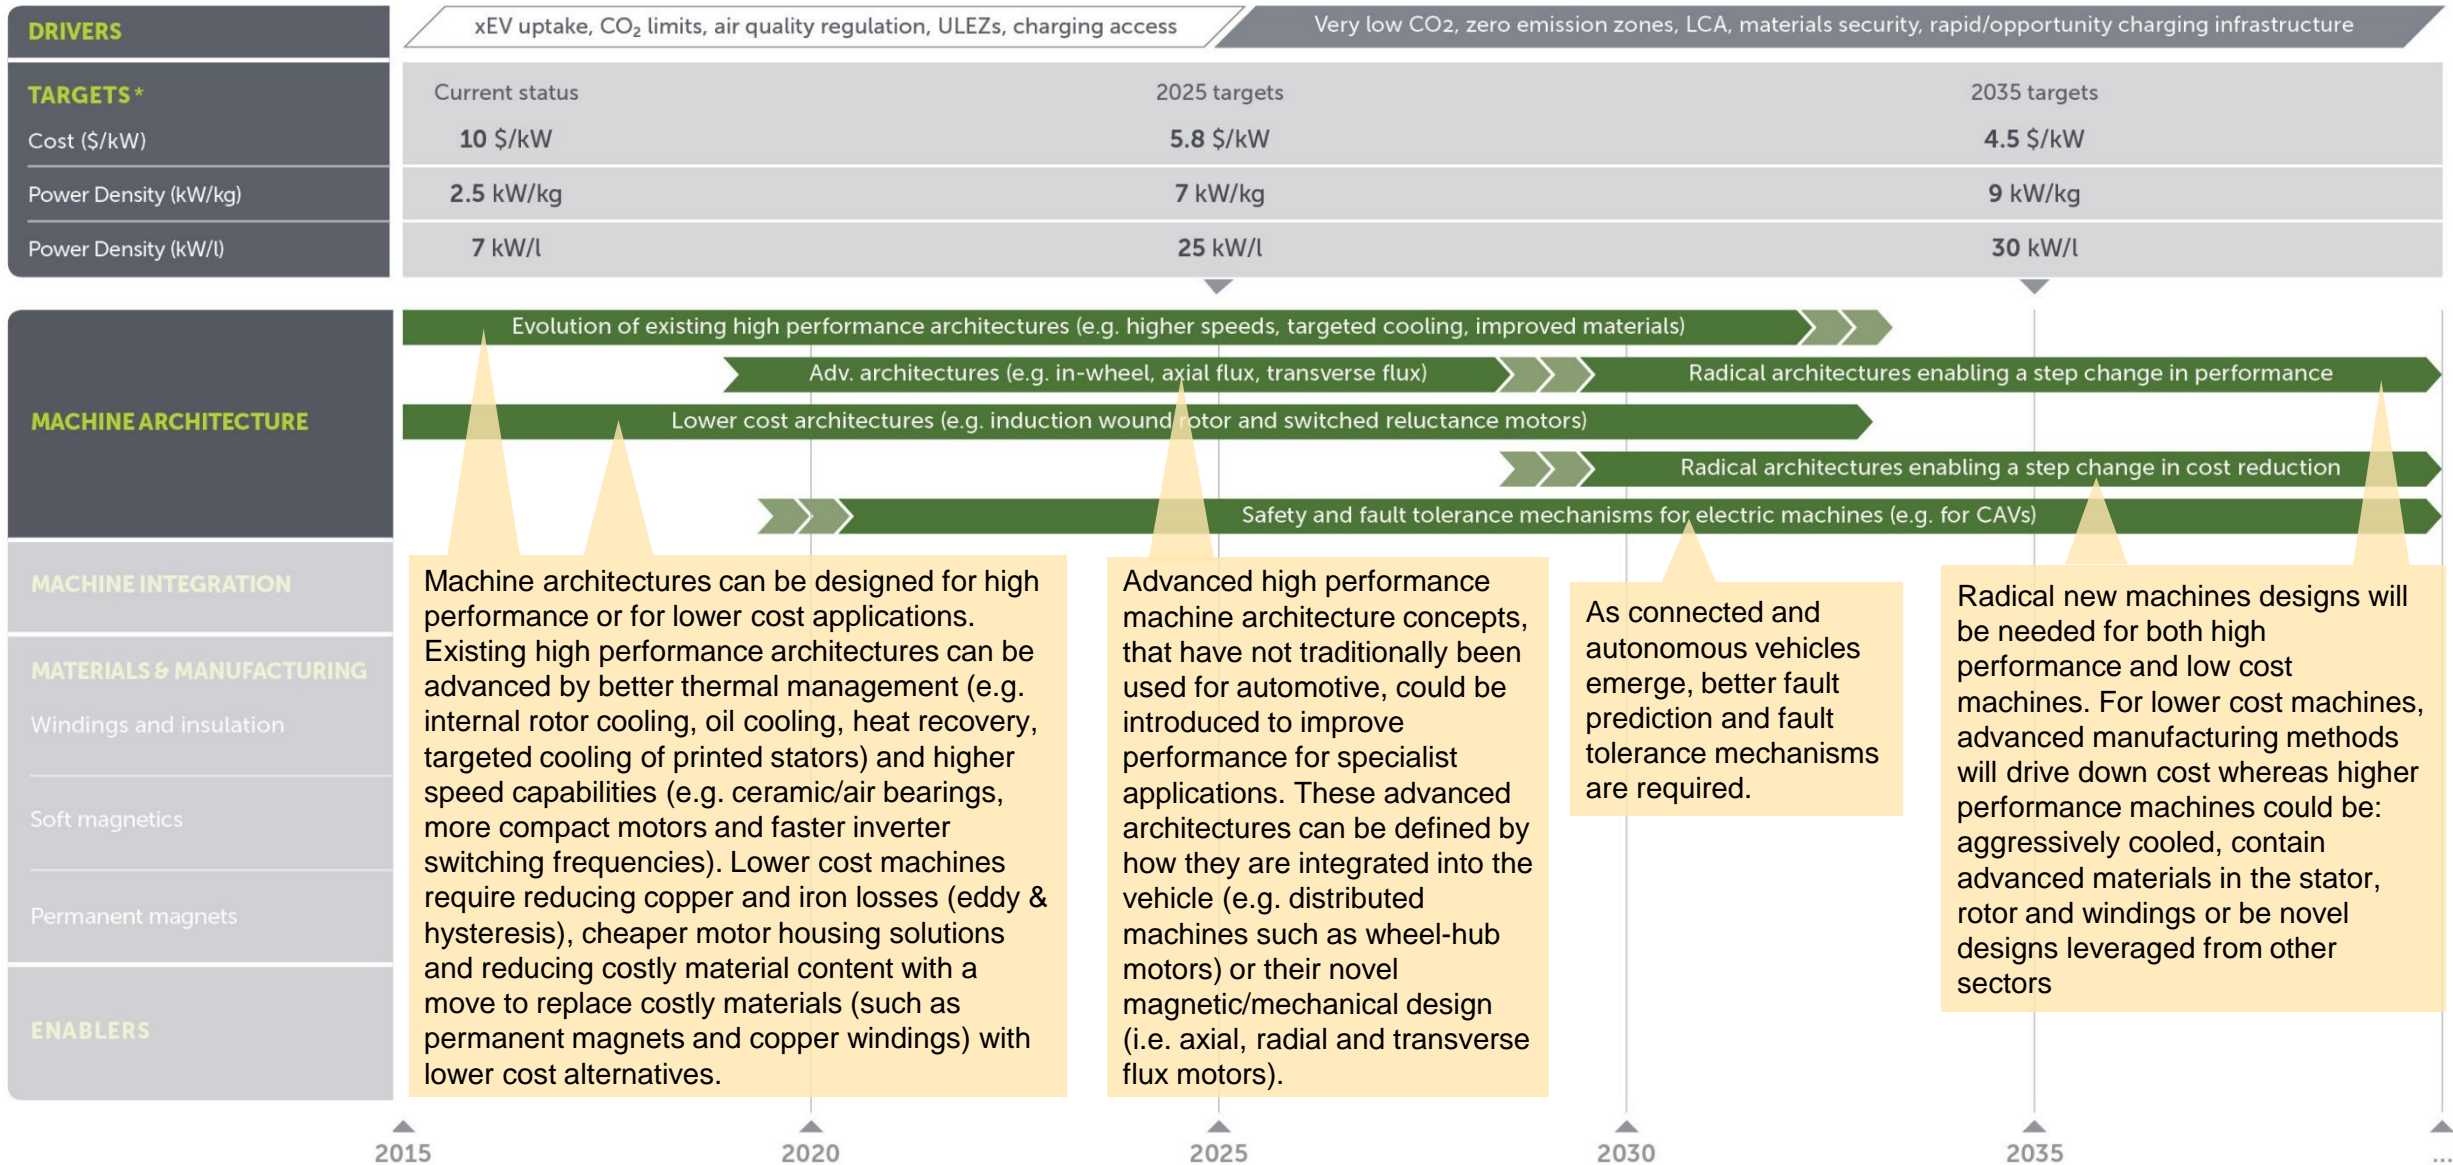 DRIVERS
xEV uptake, CO₂ limits, air quality regulation, ULEZs, charging access
Very low CO2, zero emission zones, LCA, materials security, rapid/opportunity charging infrastructure
TARGETS*
Current status
2025 targets
2035 targets
Cost ($/kW)
10 $/kW
5.8 $/kW
4.5 $/kW
Power Density (kW/kg)
2.5 kW/kg
7 kW/kg
9 kW/kg
Power Density (kW/l)
7 kW/l
25 kW/l
30 kW/l
MACHINE ARCHITECTURE
Evolution of existing high performance architectures (e.g. higher speeds, targeted cooling, improved materials)
Adv. architectures (e.g. in-wheel, axial flux, transverse flux)
Radical architectures enabling a step change in performance
Lower cost architectures (e.g. induction wound rotor and switched reluctance motors)
Radical architectures enabling a step change in cost reduction
Safety and fault tolerance mechanisms for electric machines (e.g. for CAVs)
MACHINE INTEGRATION
MATERIALS & MANUFACTURING
Windings and insulation
Soft magnetics
Permanent magnets
ENABLERS
Machine architectures can be designed for high
performance or for lower cost applications.
Existing high performance architectures can be
advanced by better thermal management (e.g.
internal rotor cooling, oil cooling, heat recovery,
targeted cooling of printed stators) and higher
speed capabilities (e.g. ceramic/air bearings,
more compact motors and faster inverter
switching frequencies). Lower cost machines
require reducing copper and iron losses (eddy &
hysteresis), cheaper motor housing solutions
and reducing costly material content with a
move to replace costly materials (such as
permanent magnets and copper windings) with
lower cost alternatives.
Advanced high performance
machine architecture concepts,
that have not traditionally been
used for automotive, could be
introduced to improve
performance for specialist
applications. These advanced
architectures can be defined by
how they are integrated into the
vehicle (e.g. distributed
machines such as wheel-hub
motors) or their novel
magnetic/mechanical design
(i.e. axial, radial and transverse
flux motors).
As connected and
autonomous vehicles
emerge, better fault
prediction and fault
tolerance mechanisms
are required.
Radical new machines designs will
be needed for both high
performance and low cost
machines. For lower cost machines,
advanced manufacturing methods
will drive down cost whereas higher
performance machines could be:
aggressively cooled, contain
advanced materials in the stator,
rotor and windings or be novel
designs leveraged from other
sectors
2015
2020
2025
2030
2035
...